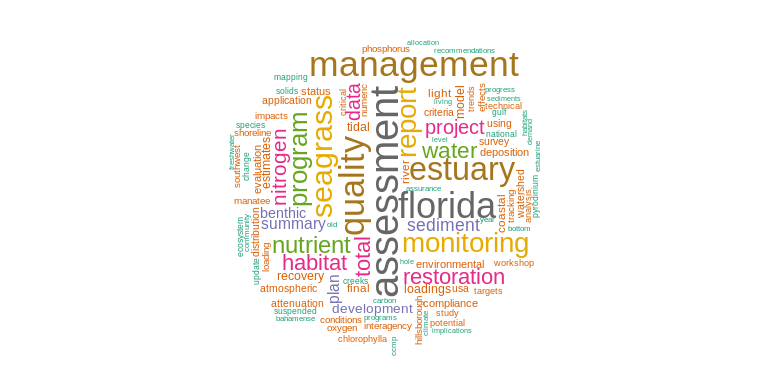 allocation
phosphorus
recommendations
management
mapping
solids
status
application
data
critical
numeric
light
living
model
trends
effects
progress
sediments
technical
gulf
impacts
species
shoreline
nitrogen
program
seagrass
tidal
quality
assessment
report
criteria
project
using
national
habitats
demand
level
survey
water
deposition
estuarine
freshwater
southwest
change
evaluation
estimates
river
estuary
assurance
watershed
analysis
pyrodinium
tracking
coastal
manatee
benthic
florida
year
summary
old
sediment
bottom
ecosystem
community
distribution
nutrient
total
monitoring
loading
habitat
hole
environmental
workshop
update
recovery
creeks
restoration
atmospheric
plan
final
loadings
usa
targets
attenuation
carbon
compliance
suspended
development
bahamense
conditions
programs
hillsborough
climate
study
potential
oxygen
interagency
implications
chlorophylla
ccmp